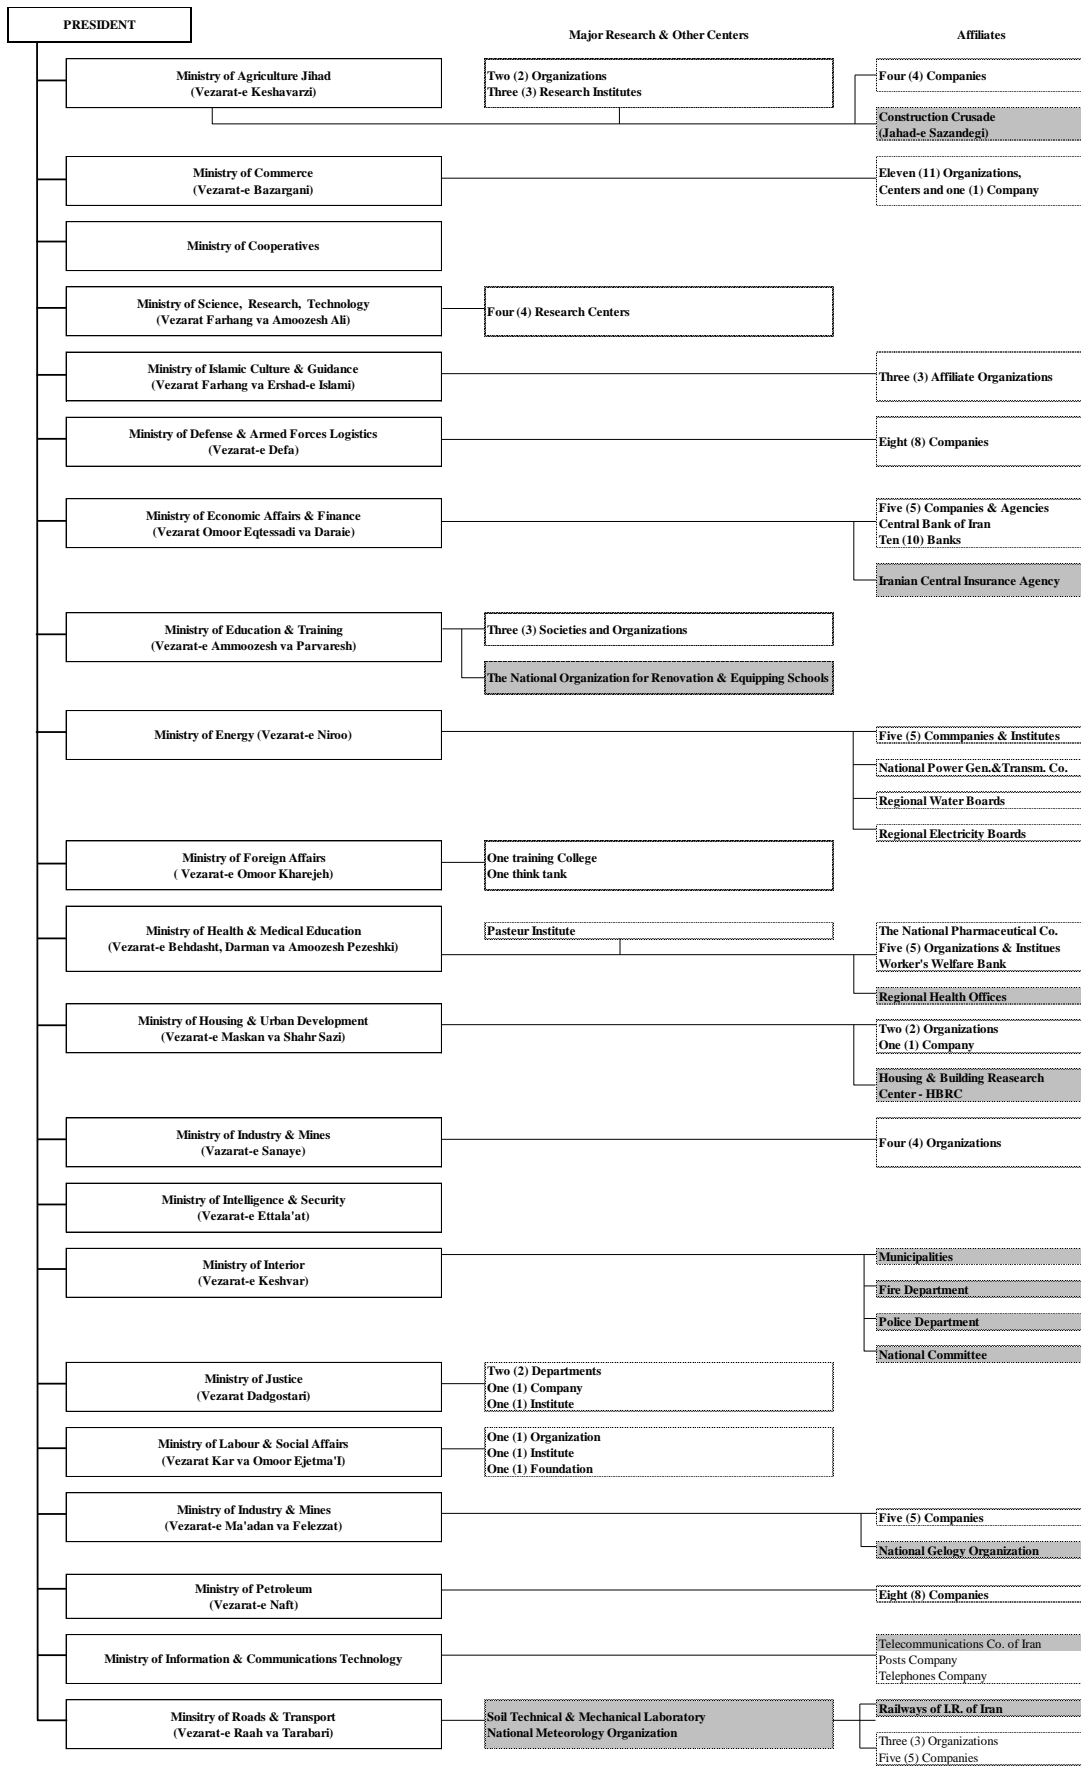 PRESIDENT
Major Research & Other Centers
Affiliates
Ministry of Agriculture Jihad
(Vezarat-e Keshavarzi)
Two (2) Organizations
Three (3) Research Institutes
Four (4) Companies
Construction Crusade
(Jahad-e Sazandegi)
Ministry of Commerce
(Vezarat-e Bazargani)
Eleven (11) Organizations,
Centers and one (1) Company
Ministry of Cooperatives
Ministry of Science, Research, Technology
(Vezarat Farhang va Amoozesh Ali)
Four (4) Research Centers
Ministry of Islamic Culture & Guidance
(Vezarat Farhang va Ershad-e Islami)
Three (3) Affiliate Organizations
Ministry of Defense & Armed Forces Logistics
(Vezarat-e Defa)
Eight (8) Companies
Ministry of Economic Affairs & Finance
(Vezarat Omoor Eqtessadi va Daraie)
Five (5) Companies & Agencies
Central Bank of Iran
Ten (10) Banks
Iranian Central Insurance Agency
Ministry of Education & Training
(Vezarat-e Ammoozesh va Parvaresh)
Three (3) Societies and Organizations
The National Organization for Renovation & Equipping Schools
Ministry of Energy (Vezarat-e Niroo)
Five (5) Commpanies & Institutes
National Power Gen.&Transm. Co.
Regional Water Boards
Regional Electricity Boards
Ministry of Foreign Affairs
( Vezarat-e Omoor Kharejeh)
One training College
One think tank
Ministry of Health & Medical Education
(Vezarat-e Behdasht, Darman va Amoozesh Pezeshki)
Pasteur Institute
The National Pharmaceutical Co.
Five (5) Organizations & Institues
Worker's Welfare Bank
Regional Health Offices
Ministry of Housing & Urban Development
(Vezarat-e Maskan va Shahr Sazi)
Two (2) Organizations
One (1) Company
Housing & Building Reasearch
Center - HBRC
Ministry of Industry & Mines
(Vazarat-e Sanaye)
Four (4) Organizations
Ministry of Intelligence & Security
(Vezarat-e Ettala'at)
Ministry of Interior
(Vezarat-e Keshvar)
Municipalities
Fire Department
Police Department
National Committee
Ministry of Justice
(Vezarat Dadgostari)
Two (2) Departments
One (1) Company
One (1) Institute
Ministry of Labour & Social Affairs
(Vezarat Kar va Omoor Ejetma'I)
One (1) Organization
One (1) Institute
One (1) Foundation
Ministry of Industry & Mines
(Vezarat-e Ma'adan va Felezzat)
Five (5) Companies
National Gelogy Organization
Ministry of Petroleum
(Vezarat-e Naft)
Eight (8) Companies
Ministry of Information & Communications Technology
Telecommunications Co. of Iran
Posts Company
Telephones Company
Minsitry of Roads & Transport
(Vezarat-e Raah va Tarabari)
Soil Technical & Mechanical Laboratory
National Meteorology Organization
Railways of I.R. of Iran
Three (3) Organizations
Five (5) Companies